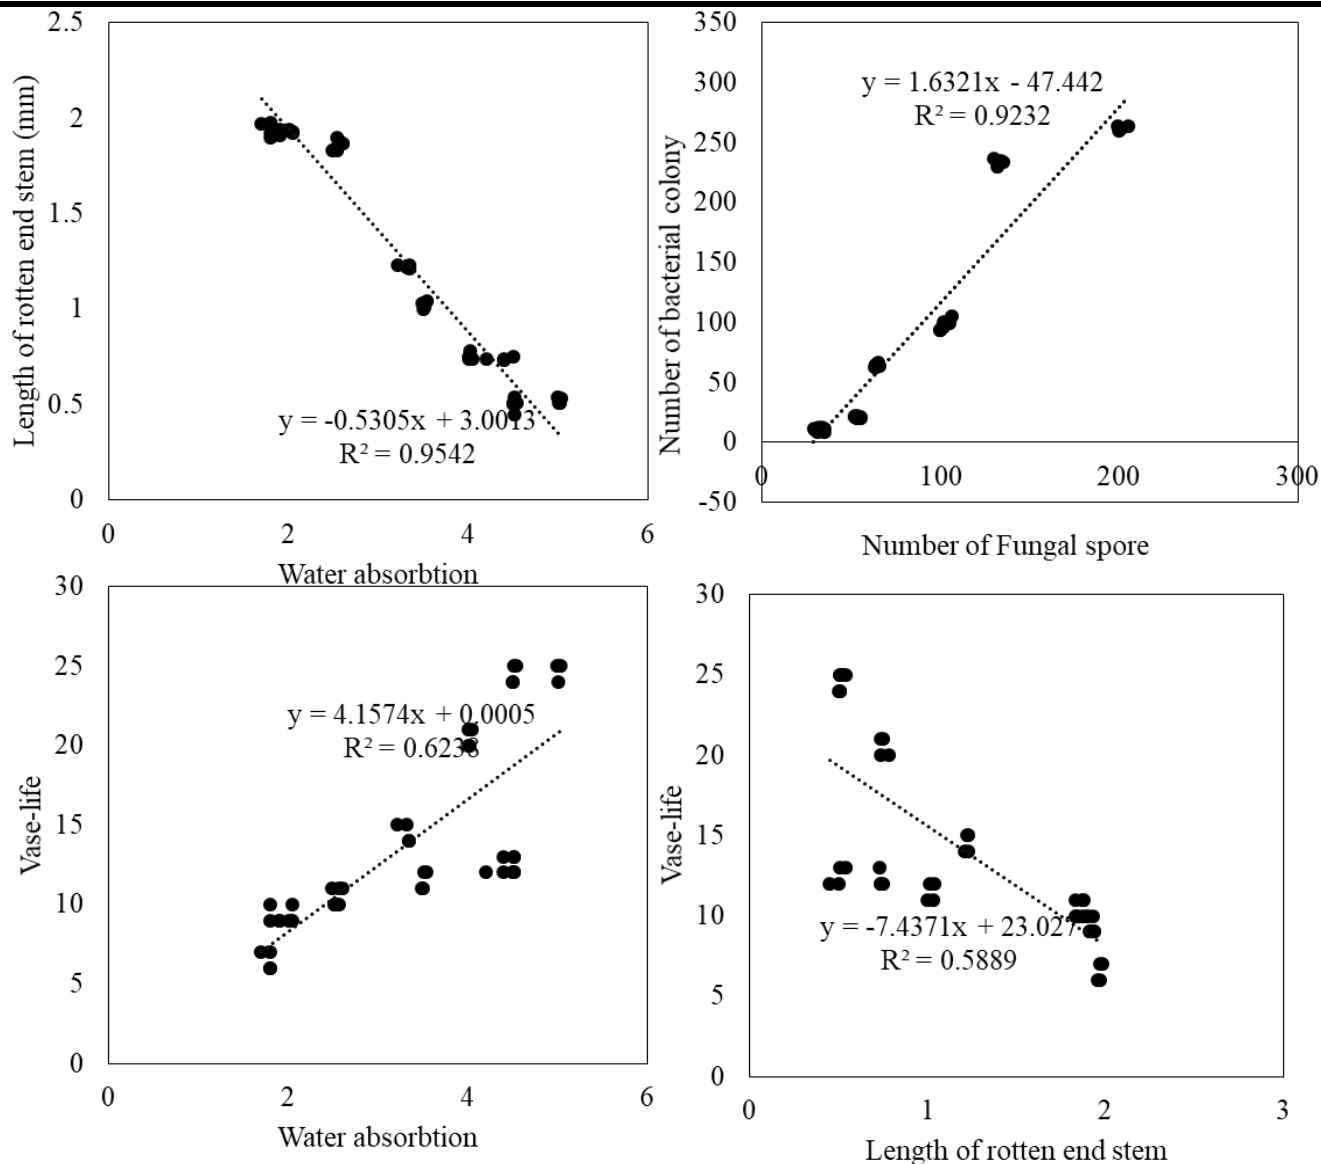 2.5
2
1.5
1
0.5
0
Length of rotten end stem (mm)
y = -0.5305x + 3.0013
R² = 0.9542
0
2
4
6
Water absorbtion
350
300
250
200
150
100
50
0
-50
Number of bacterial colony
y = 1.6321x - 47.442
R² = 0.9232
0
100
200
300
Number of Fungal spore
30
25
20
15
10
5
0
Vase-life
y = 4.1574x + 0.0005
R² = 0.6238
0
2
4
6
Water absorbtion
30
25
20
15
10
5
0
Vase-life
y = -7.4371x + 23.027
R² = 0.5889
0
1
2
3
Length of rotten end stem